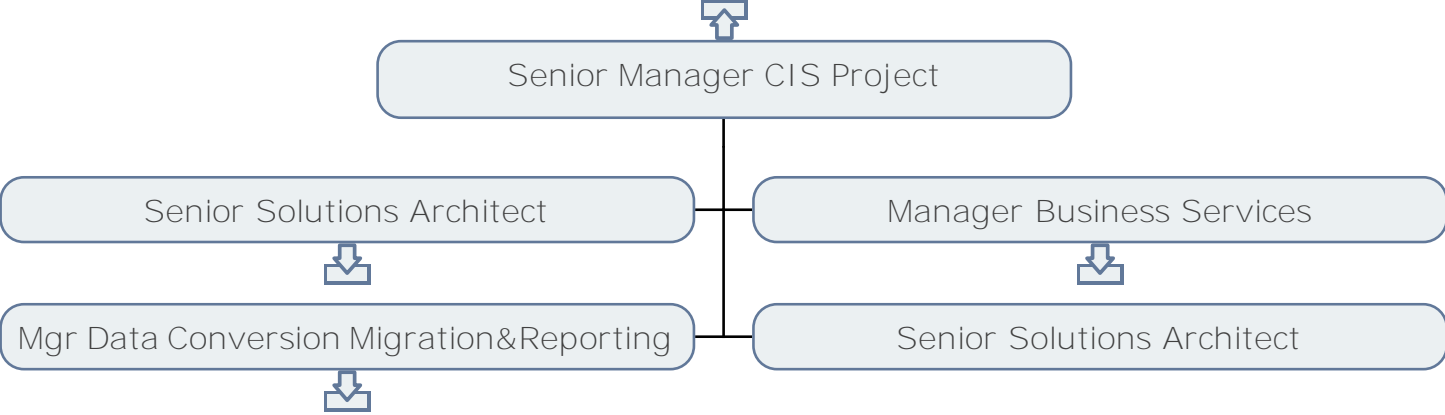 Senior Manager CIS Project
Senior Solutions Architect
Manager Business Services
Mgr Data Conversion Migration&Reporting
Senior Solutions Architect